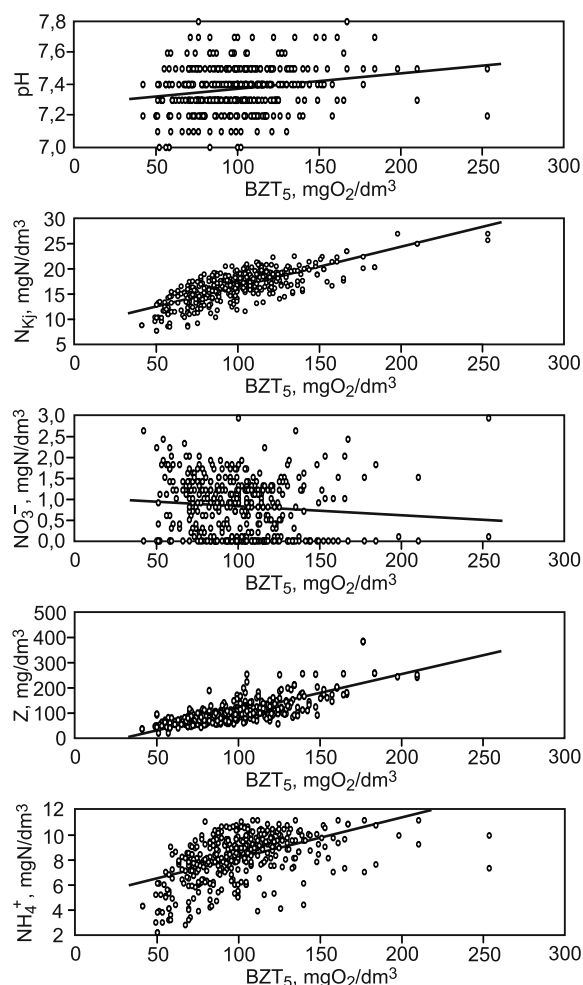 7,8
7,6
7,4
7,2
7,0
pH
50 100 150 200 250 300
BZT₅, mgO₂/dm³
30
25
20
15
10
5
N_Kj, mgN/dm³
0 50 100 150 200 250 300
BZT₅, mgO₂/dm³
3,0
2,5
2,0
1,5
1,0
0,5
0,0
NO₃⁻, mgN/dm³
0 50 100 150 200 250 300
BZT₅, mgO₂/dm³
500
400
300
200
100
0
Z, mg/dm³
0 50 100 150 200 250 300
BZT₅, mgO₂/dm³
12
10
8
6
4
2
NH₄⁺, mgN/dm³
0 50 100 150 200 250 300
BZT₅, mgO₂/dm³